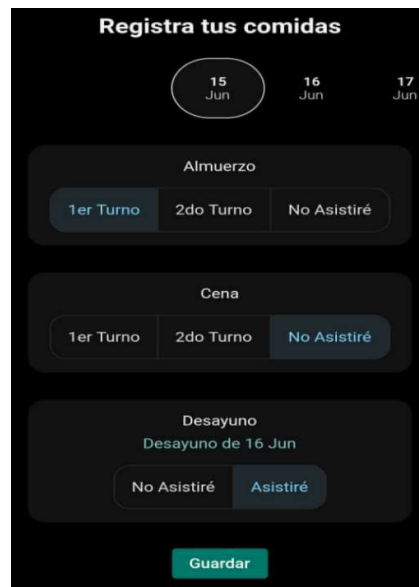 Registra tus comidas
15 16 17
Jun Jun Jun
Almuerzo
1er Turno 2do Turno No Asistiré
Cena
1er Turno 2do Turno No Asistiré
Desayuno
Desayuno de 16 Jun
No Asistiré Asistiré
Guardar